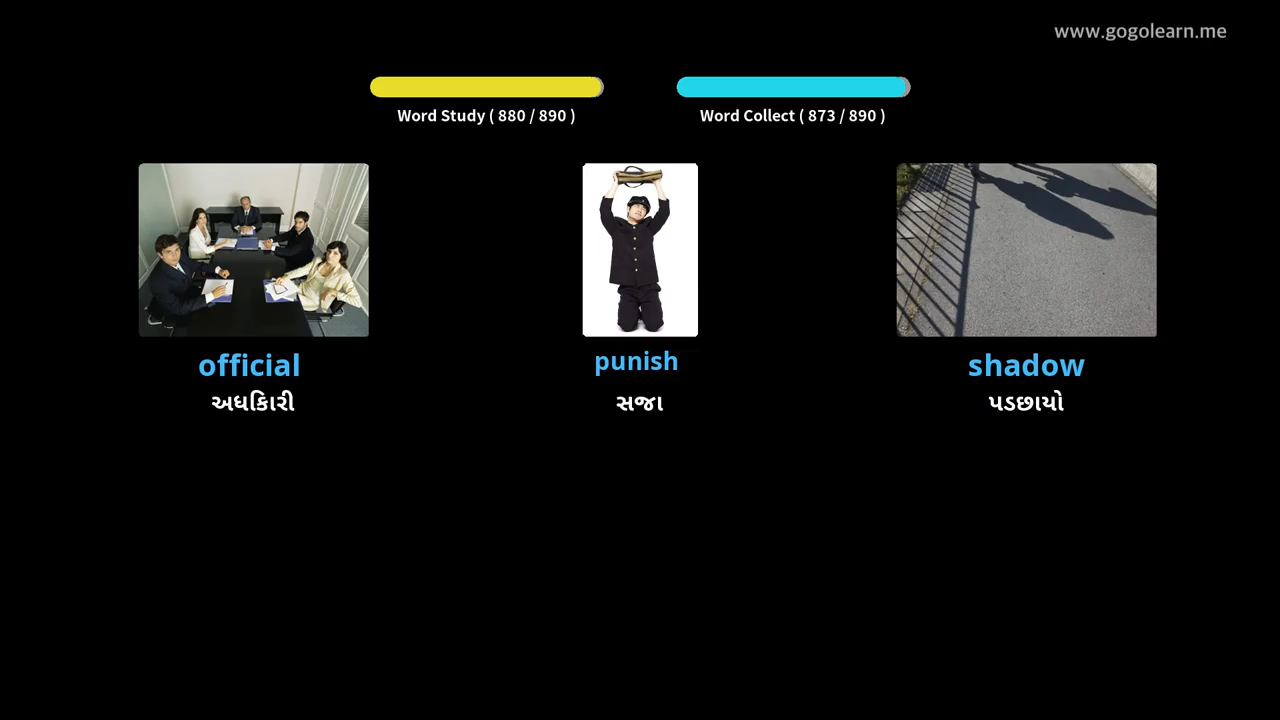 www.gogolearn.me
Word Study ( 880 / 890 )
Word Collect ( 873 / 890 )
official
punish
shadow
અધિકારી
સજા
પડછાયો